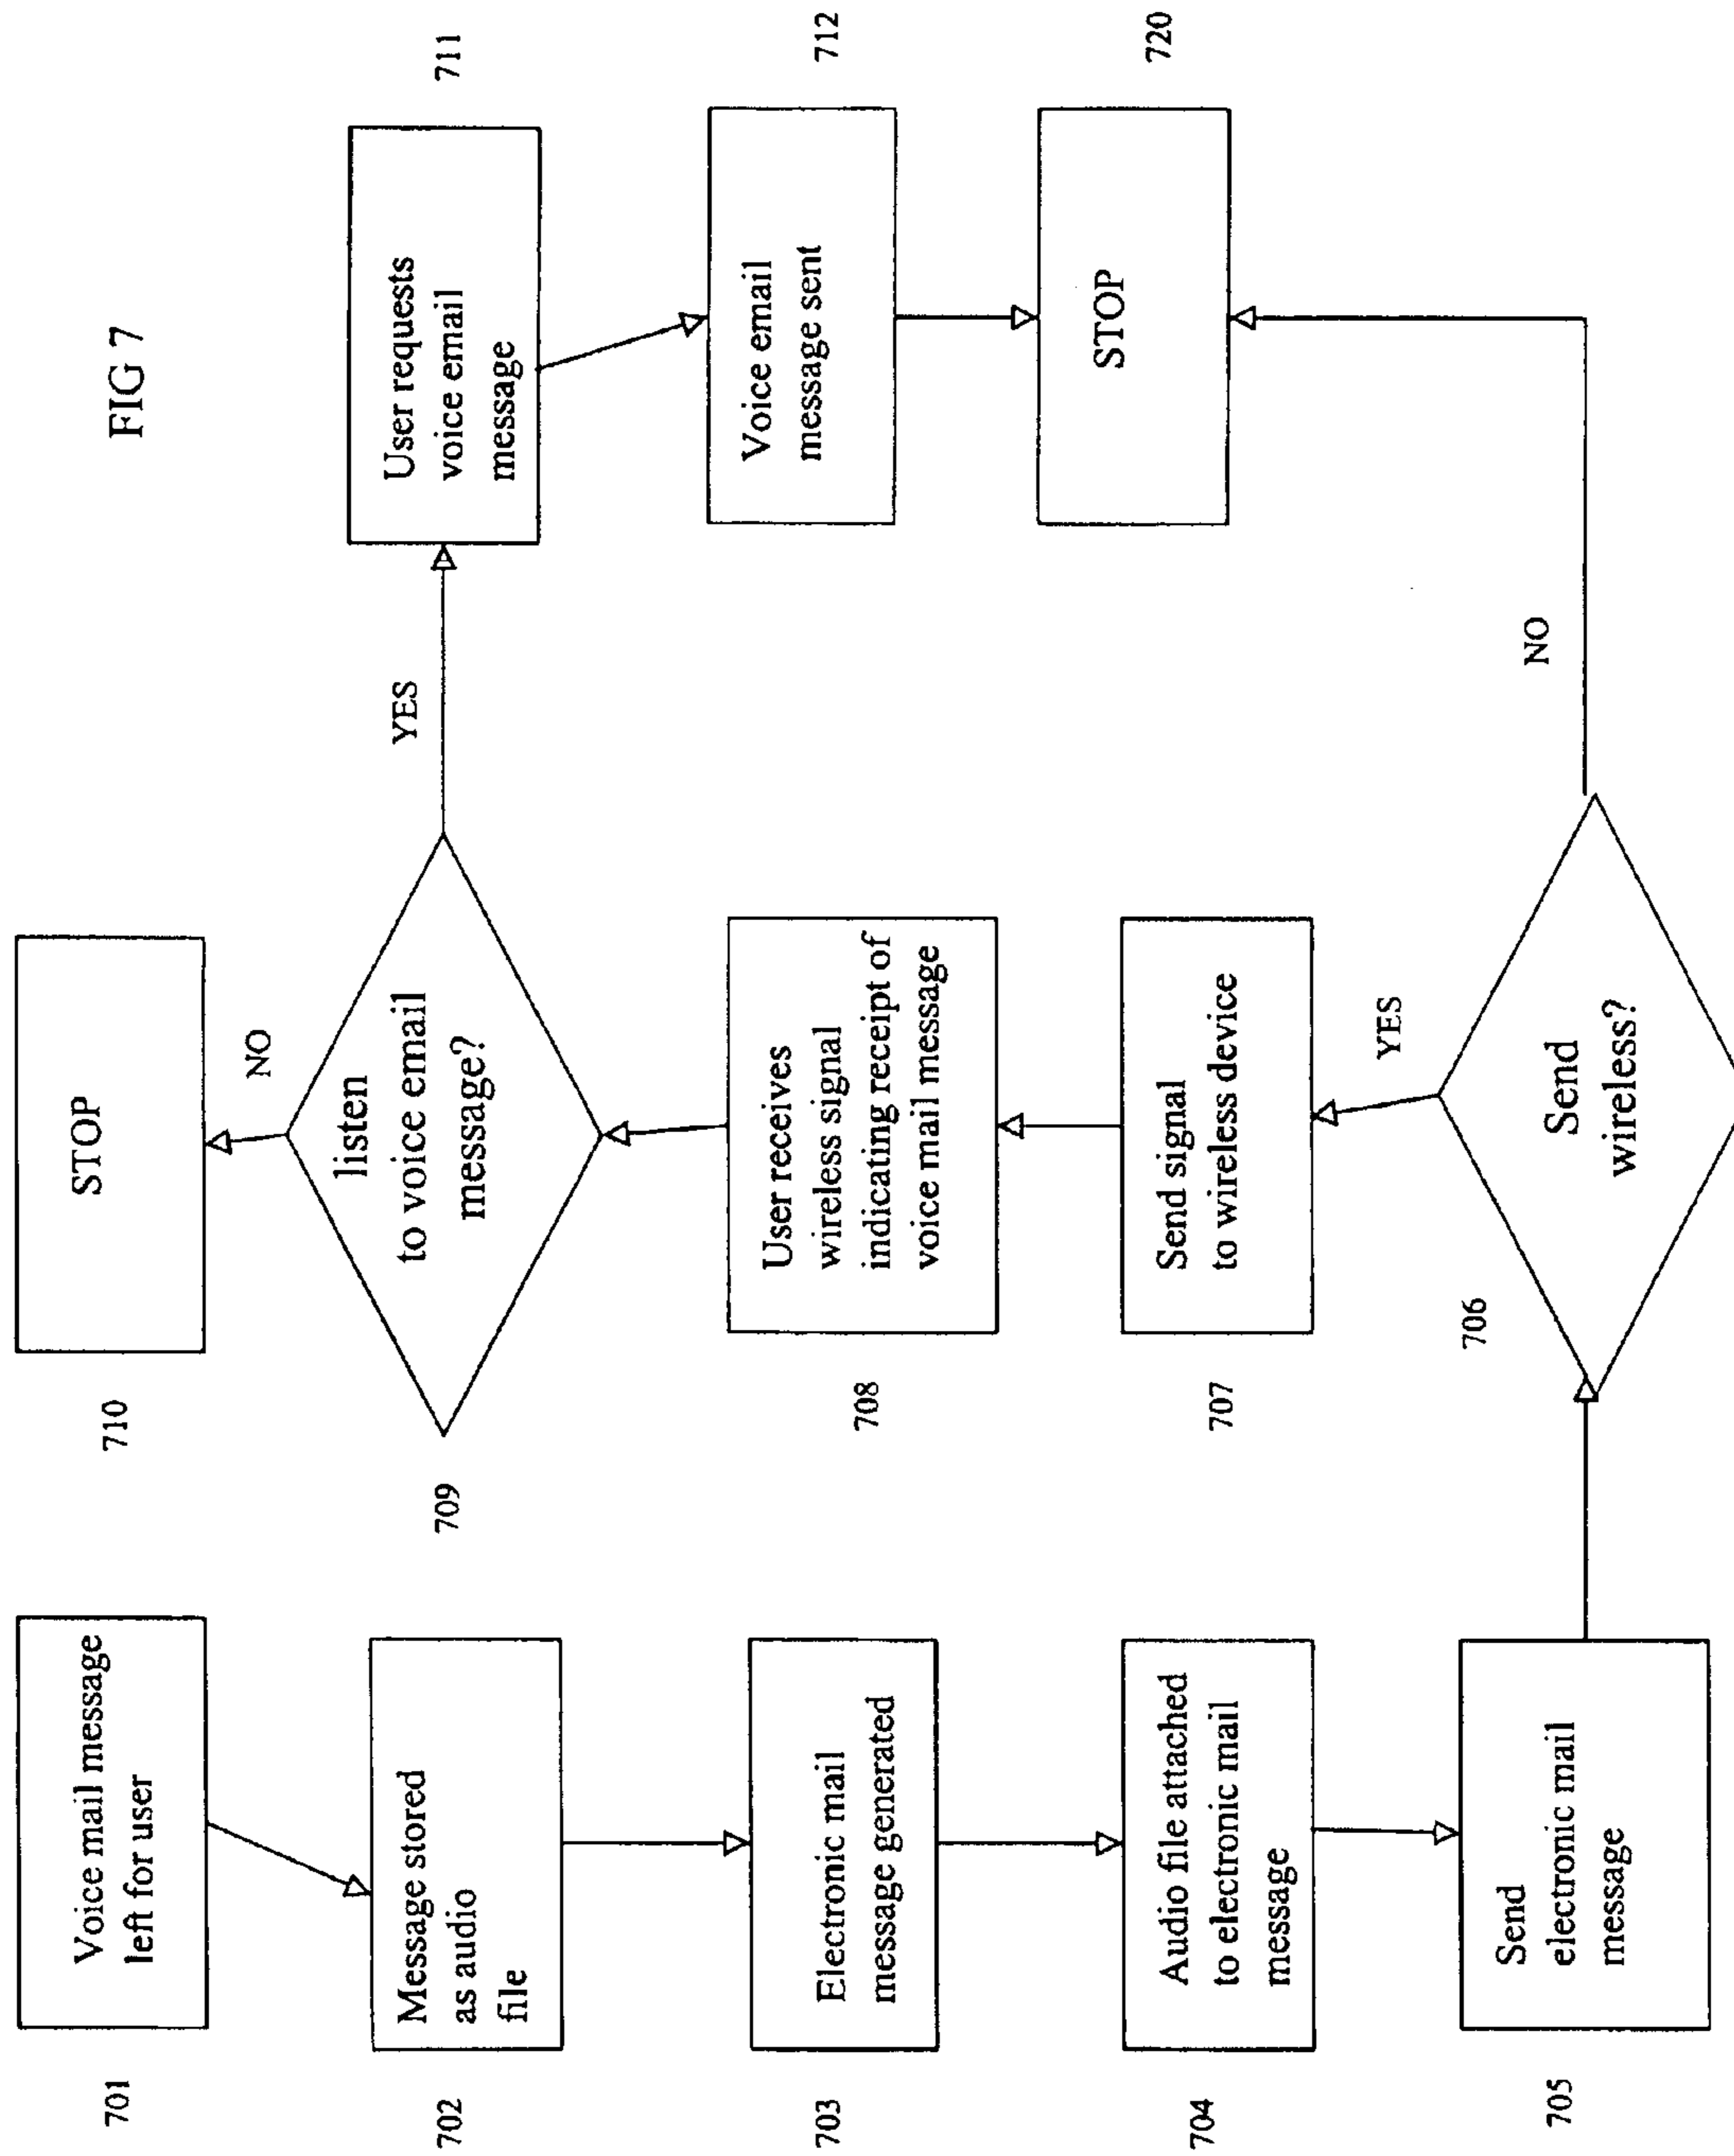 FIG 7
701
Voice mail message
left for user
702
Message stored
as audio
file
703
Electronic mail
message generated
704
Audio file attached
to electronic mail
message
705
Send
electronic mail
message
706
Send
wireless?
YES
NO
707
Send signal
to wireless device
708
User receives
wireless signal
indicating receipt of
voice mail message
709
listen
to voice email
message?
NO
YES
710
STOP
711
User requests
voice email
message
712
Voice email
message sent
720
STOP